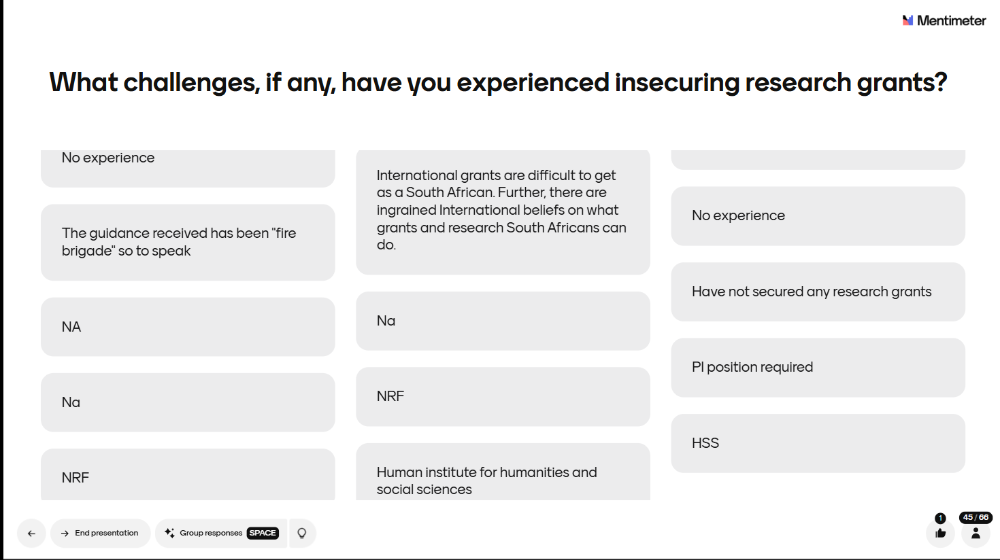 Mentimeter
What challenges, if any, have you experienced insecuring research grants?
No experience
The guidance received has been "fire
brigade" so to speak
NA
Na
NRF
International grants are difficult to get
as a South African. Further, there are
ingrained International beliefs on what
grants and research South Africans can
do.
Na
NRF
Human institute for humanities and
social sciences
No experience
Have not secured any research grants
PI position required
HSS
End presentation
Group responses SPACE
1
45 / 66